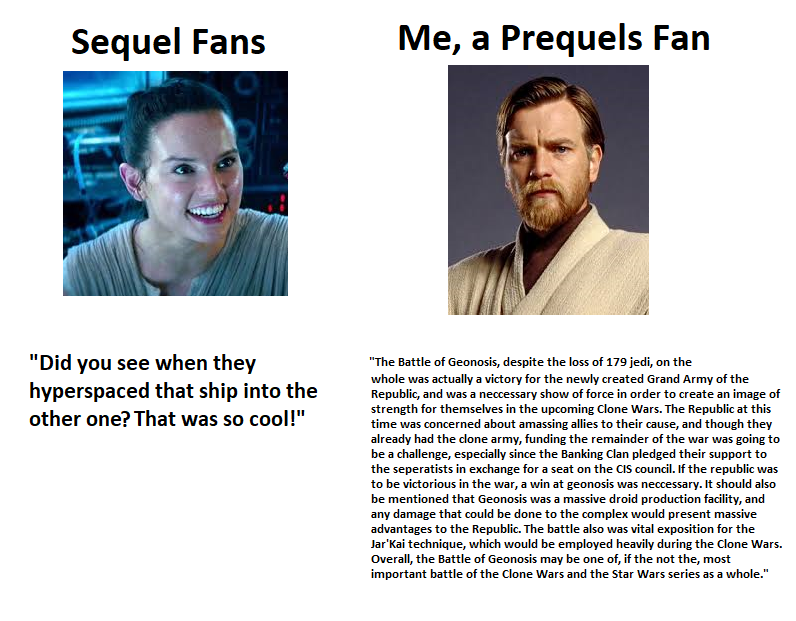 Sequel Fans
Me, a Prequels Fan
"Did you see when they
hyperspaced that ship into the
other one? That was so cool!"
"The Battle of Geonosis, despite the loss of 179 jedi, on the
whole was actually a victory for the newly created Grand Army of the
Republic, and was a neccessary show of force in order to create an image of
strength for themselves in the upcoming Clone Wars. The Republic at this
time was concerned about amassing allies to their cause, and though they
already had the clone army, funding the remainder of the war was going to
be a challenge, especially since the Banking Clan pledged their support to
the seperatists in exchange for a seat on the CIS council. If the republic was
to be victorious in the war, a win at geonosis was neccessary. It should also
be mentioned that Geonosis was a massive droid production facility, and
any damage that could be done to the complex would present massive
advantages to the Republic. The battle also was vital exposition for the
Jar'Kai technique, which would be employed heavily during the Clone Wars.
Overall, the Battle of Geonosis may be one of, if the not the, most
important battle of the Clone Wars and the Star Wars series as a whole."